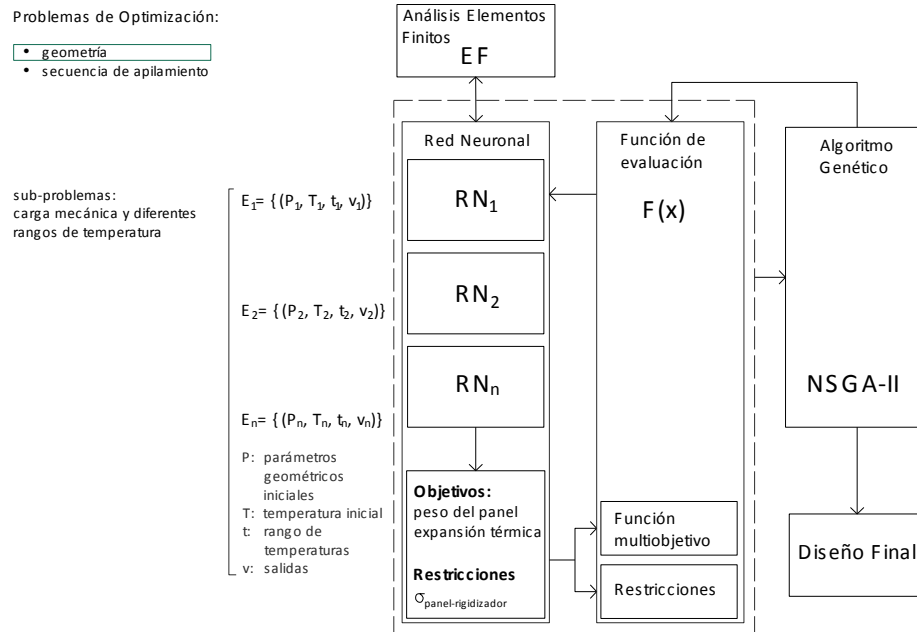 Problemas de Optimización:
• geometría
• secuencia de apilamiento
Análisis Elementos
Finitos
EF
sub-problemas:
carga mecánica y diferentes
rangos de temperatura
E₁= {(P₁, T₁, t₁, v₁)}
E₂= {(P₂, T₂, t₂, v₂)}
Eₙ= {(Pₙ, Tₙ, tₙ, vₙ)}
P: parámetros
geométricos
iniciales
T: temperatura inicial
t: rango de
temperaturas
v: salidas
Red Neuronal
RN₁
RN₂
RNₙ
Objetivos:
peso del panel
expansión térmica
Restricciones
σpanel-rigidizador
Función de
evaluación
F(x)
Función
multiobjetivo
Restricciones
Algoritmo
Genético
NSGA-II
Diseño Final